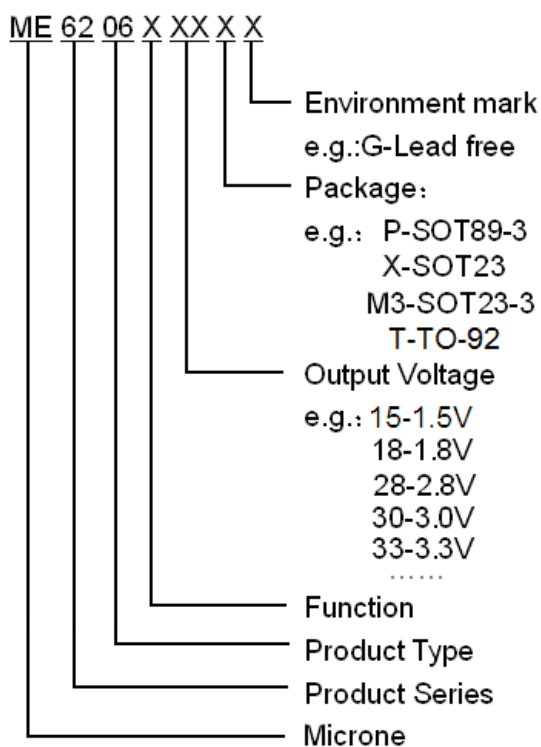 ME 62 06 X XX X X
Environment mark
e.g.:G-Lead free
Package：
e.g.： P-SOT89-3
X-SOT23
M3-SOT23-3
T-TO-92
Output Voltage
e.g.：15-1.5V
18-1.8V
28-2.8V
30-3.0V
33-3.3V
……
Function
Product Type
Product Series
Microne